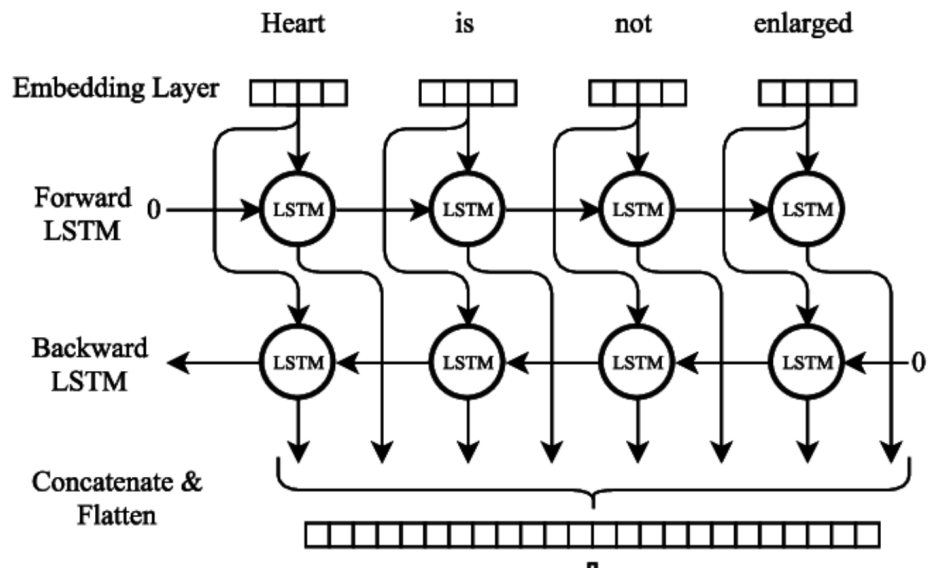 Heart is not enlarged
Embedding Layer
Forward
LSTM
0
LSTM LSTM LSTM LSTM
Backward
LSTM
LSTM LSTM LSTM LSTM
0
Concatenate &
Flatten